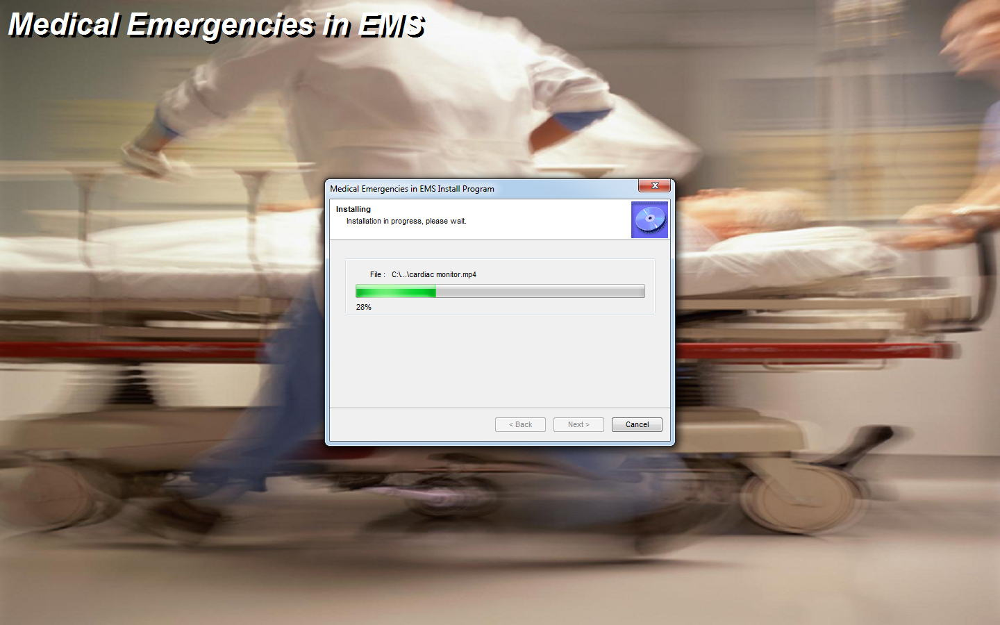 Medical Emergencies in EMS
Medical Emergencies in EMS Install Program
Installing
Installation in progress, please wait.
File : C:\...\cardiac monitor.mp4
28%
< Back Next > Cancel